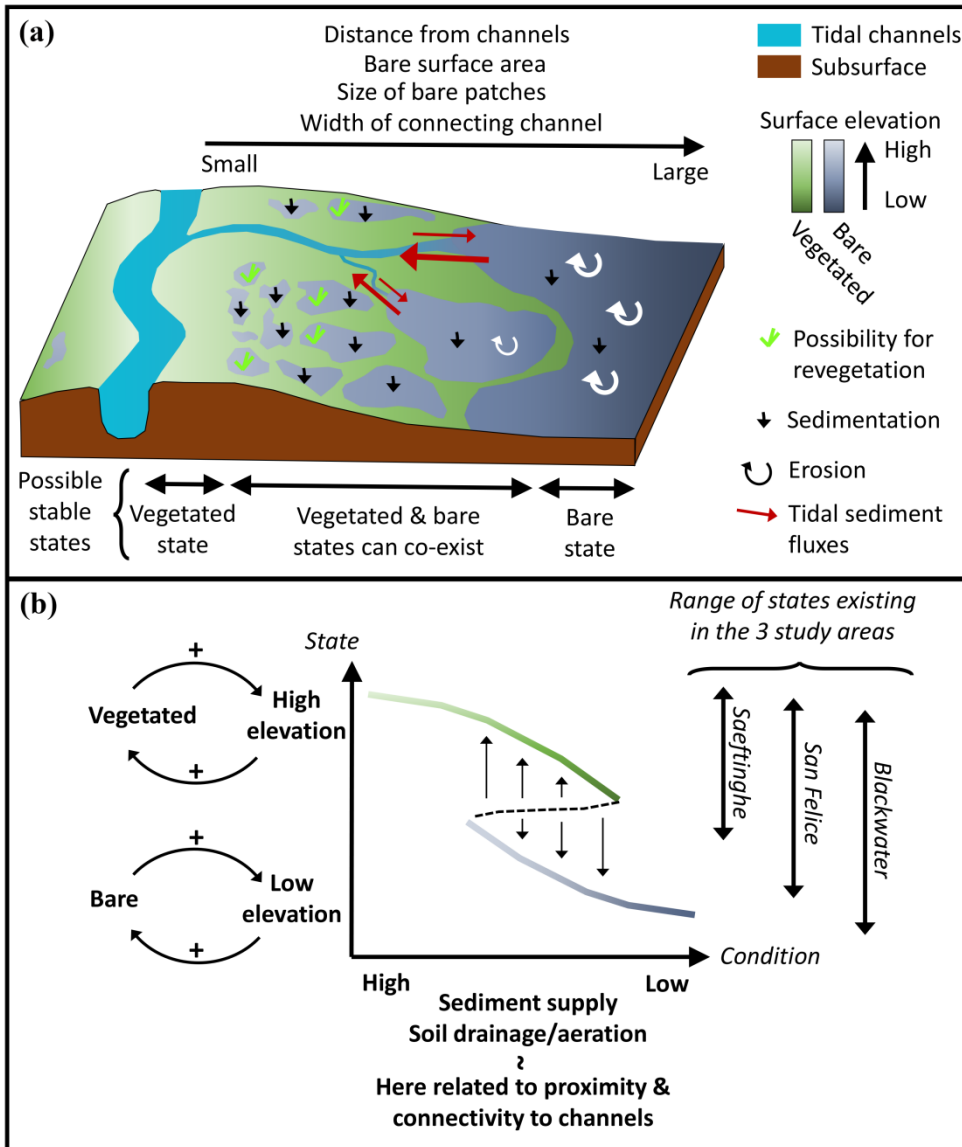 (a)
Distance from channels
Bare surface area
Size of bare patches
Width of connecting channel
Small
Large
Tidal channels
Subsurface
Surface elevation
High
Low
Vegetated
Bare
Possibility for
revegetation
Sedimentation
Erosion
Tidal sediment
fluxes
Possible
stable
states
Vegetated
state
Vegetated & bare
states can co-exist
Bare
state
(b)
Range of states existing
in the 3 study areas
State
+
Vegetated
High
elevation
+
+
Bare
Low
elevation
+
Saeftinghe
San Felice
Blackwater
Condition
High
Low
Sediment supply
Soil drainage/aeration
~
Here related to proximity &
connectivity to channels